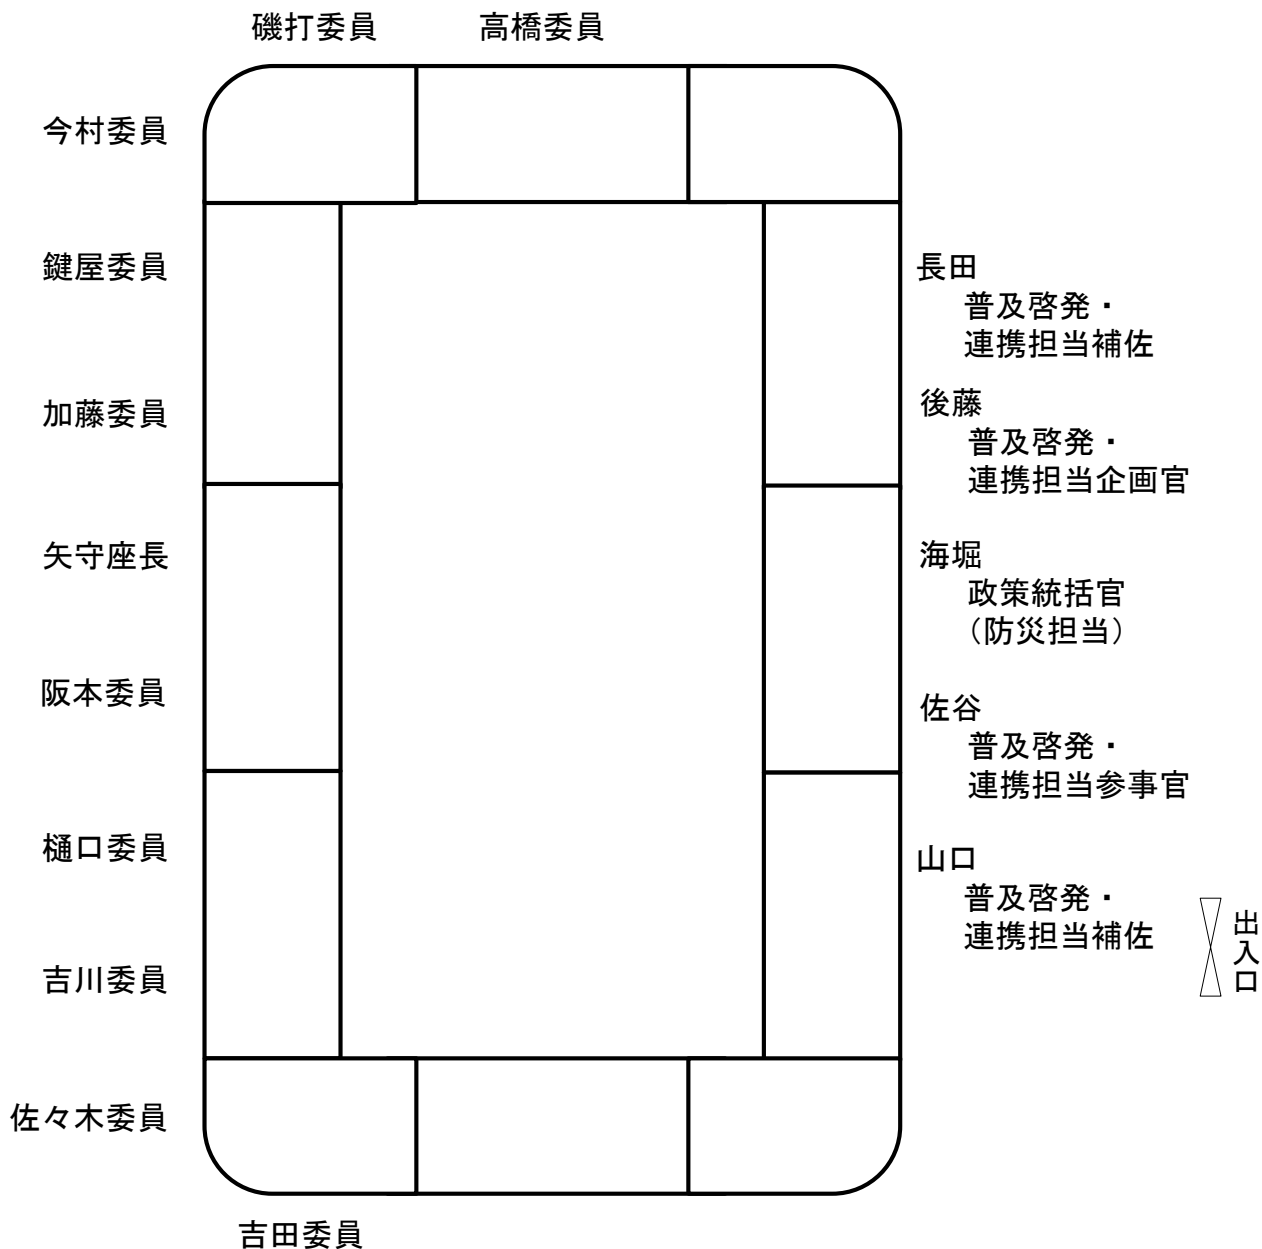 磯打委員
高橋委員
今村委員
鍵屋委員
加藤委員
矢守座長
阪本委員
樋口委員
吉川委員
佐々木委員
吉田委員
長田
普及啓発・
連携担当補佐
後藤
普及啓発・
連携担当企画官
海堀
政策統括官
（防災担当）
佐谷
普及啓発・
連携担当参事官
山口
普及啓発・
連携担当補佐
出入口